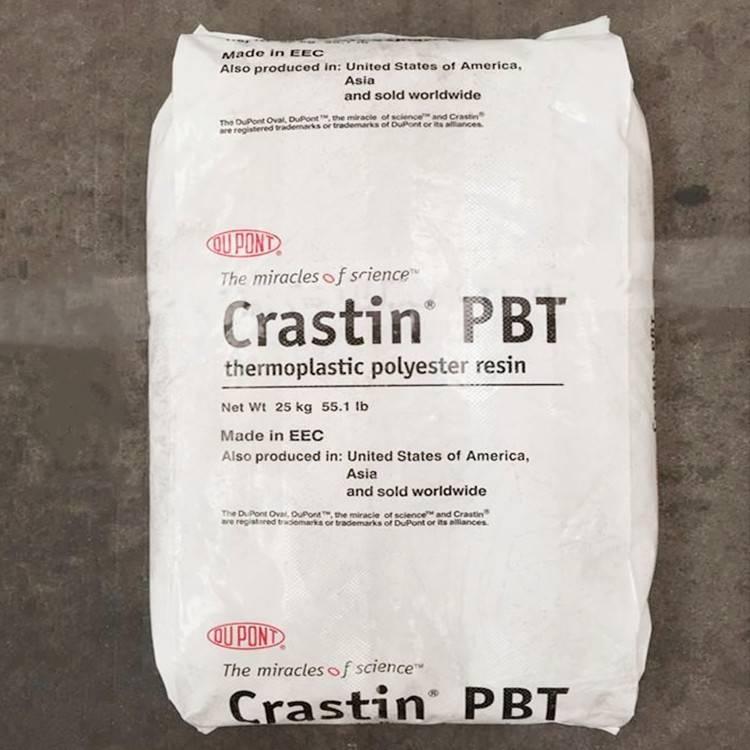 Made in EEC
Also produced in: United States of America,
Asia
and sold worldwide
The DuPont Oval, DuPont™, the miracle of science™ and Crastin®
are registered trademarks or trademarks of DuPont or its alliances.
DUPONT®
The miracles of science™
Crastin® PBT
thermoplastic polyester resin
Net Wt 25 kg 55.1 lb
Made in EEC
Also produced in: United States of America,
Asia
and sold worldwide
The DuPont Oval, DuPont™, the miracle of science™ and Crastin®
are registered trademarks or trademarks of DuPont or its alliances.
DUPONT®
The miracles of science™
Crastin® PBT